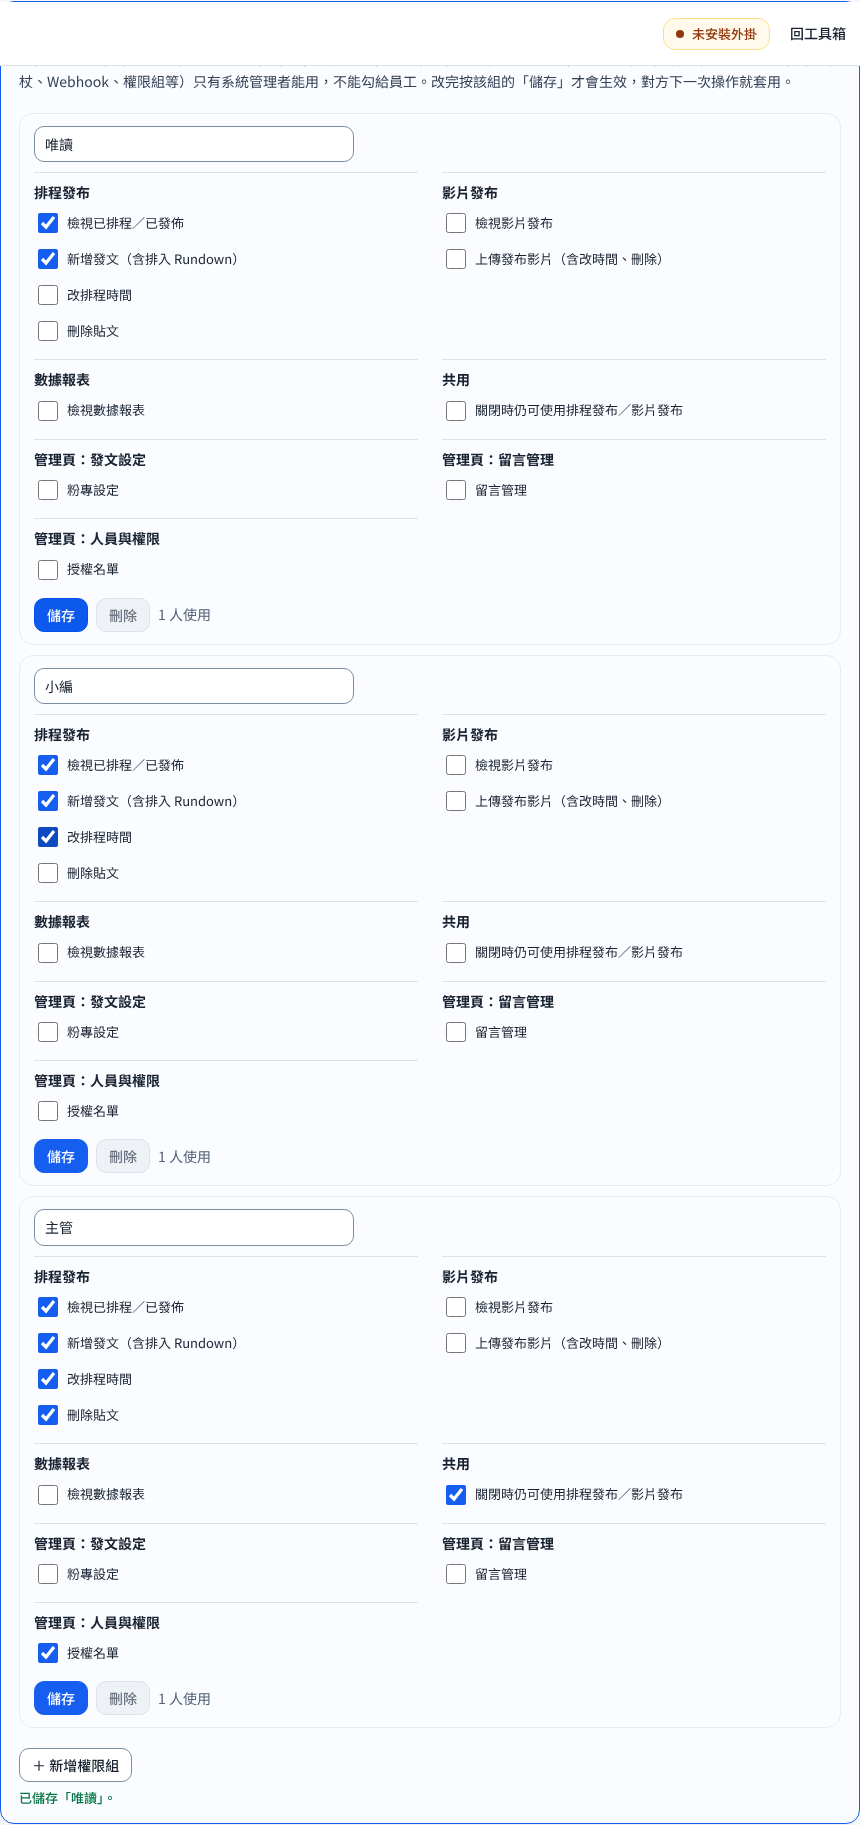 未安裝外掛
回工具箱
杖、Webhook、權限組等）只有系統管理者能用，不能勾給員工。改完按該組的「儲存」才會生效，對方下一次操作就套用。
唯讀
排程發布
影片發布
檢視已排程／已發佈
檢視影片發布
新增發文（含排入 Rundown）
上傳發布影片（含改時間、刪除）
改排程時間
刪除貼文
數據報表
共用
檢視數據報表
關閉時仍可使用排程發布／影片發布
管理頁：發文設定
管理頁：留言管理
粉專設定
留言管理
管理頁：人員與權限
授權名單
儲存
刪除
1 人使用
小編
排程發布
影片發布
檢視已排程／已發佈
檢視影片發布
新增發文（含排入 Rundown）
上傳發布影片（含改時間、刪除）
改排程時間
刪除貼文
數據報表
共用
檢視數據報表
關閉時仍可使用排程發布／影片發布
管理頁：發文設定
管理頁：留言管理
粉專設定
留言管理
管理頁：人員與權限
授權名單
儲存
刪除
1 人使用
主管
排程發布
影片發布
檢視已排程／已發佈
檢視影片發布
新增發文（含排入 Rundown）
上傳發布影片（含改時間、刪除）
改排程時間
刪除貼文
數據報表
共用
檢視數據報表
關閉時仍可使用排程發布／影片發布
管理頁：發文設定
管理頁：留言管理
粉專設定
留言管理
管理頁：人員與權限
授權名單
儲存
刪除
1 人使用
＋ 新增權限組
已儲存「唯讀」。